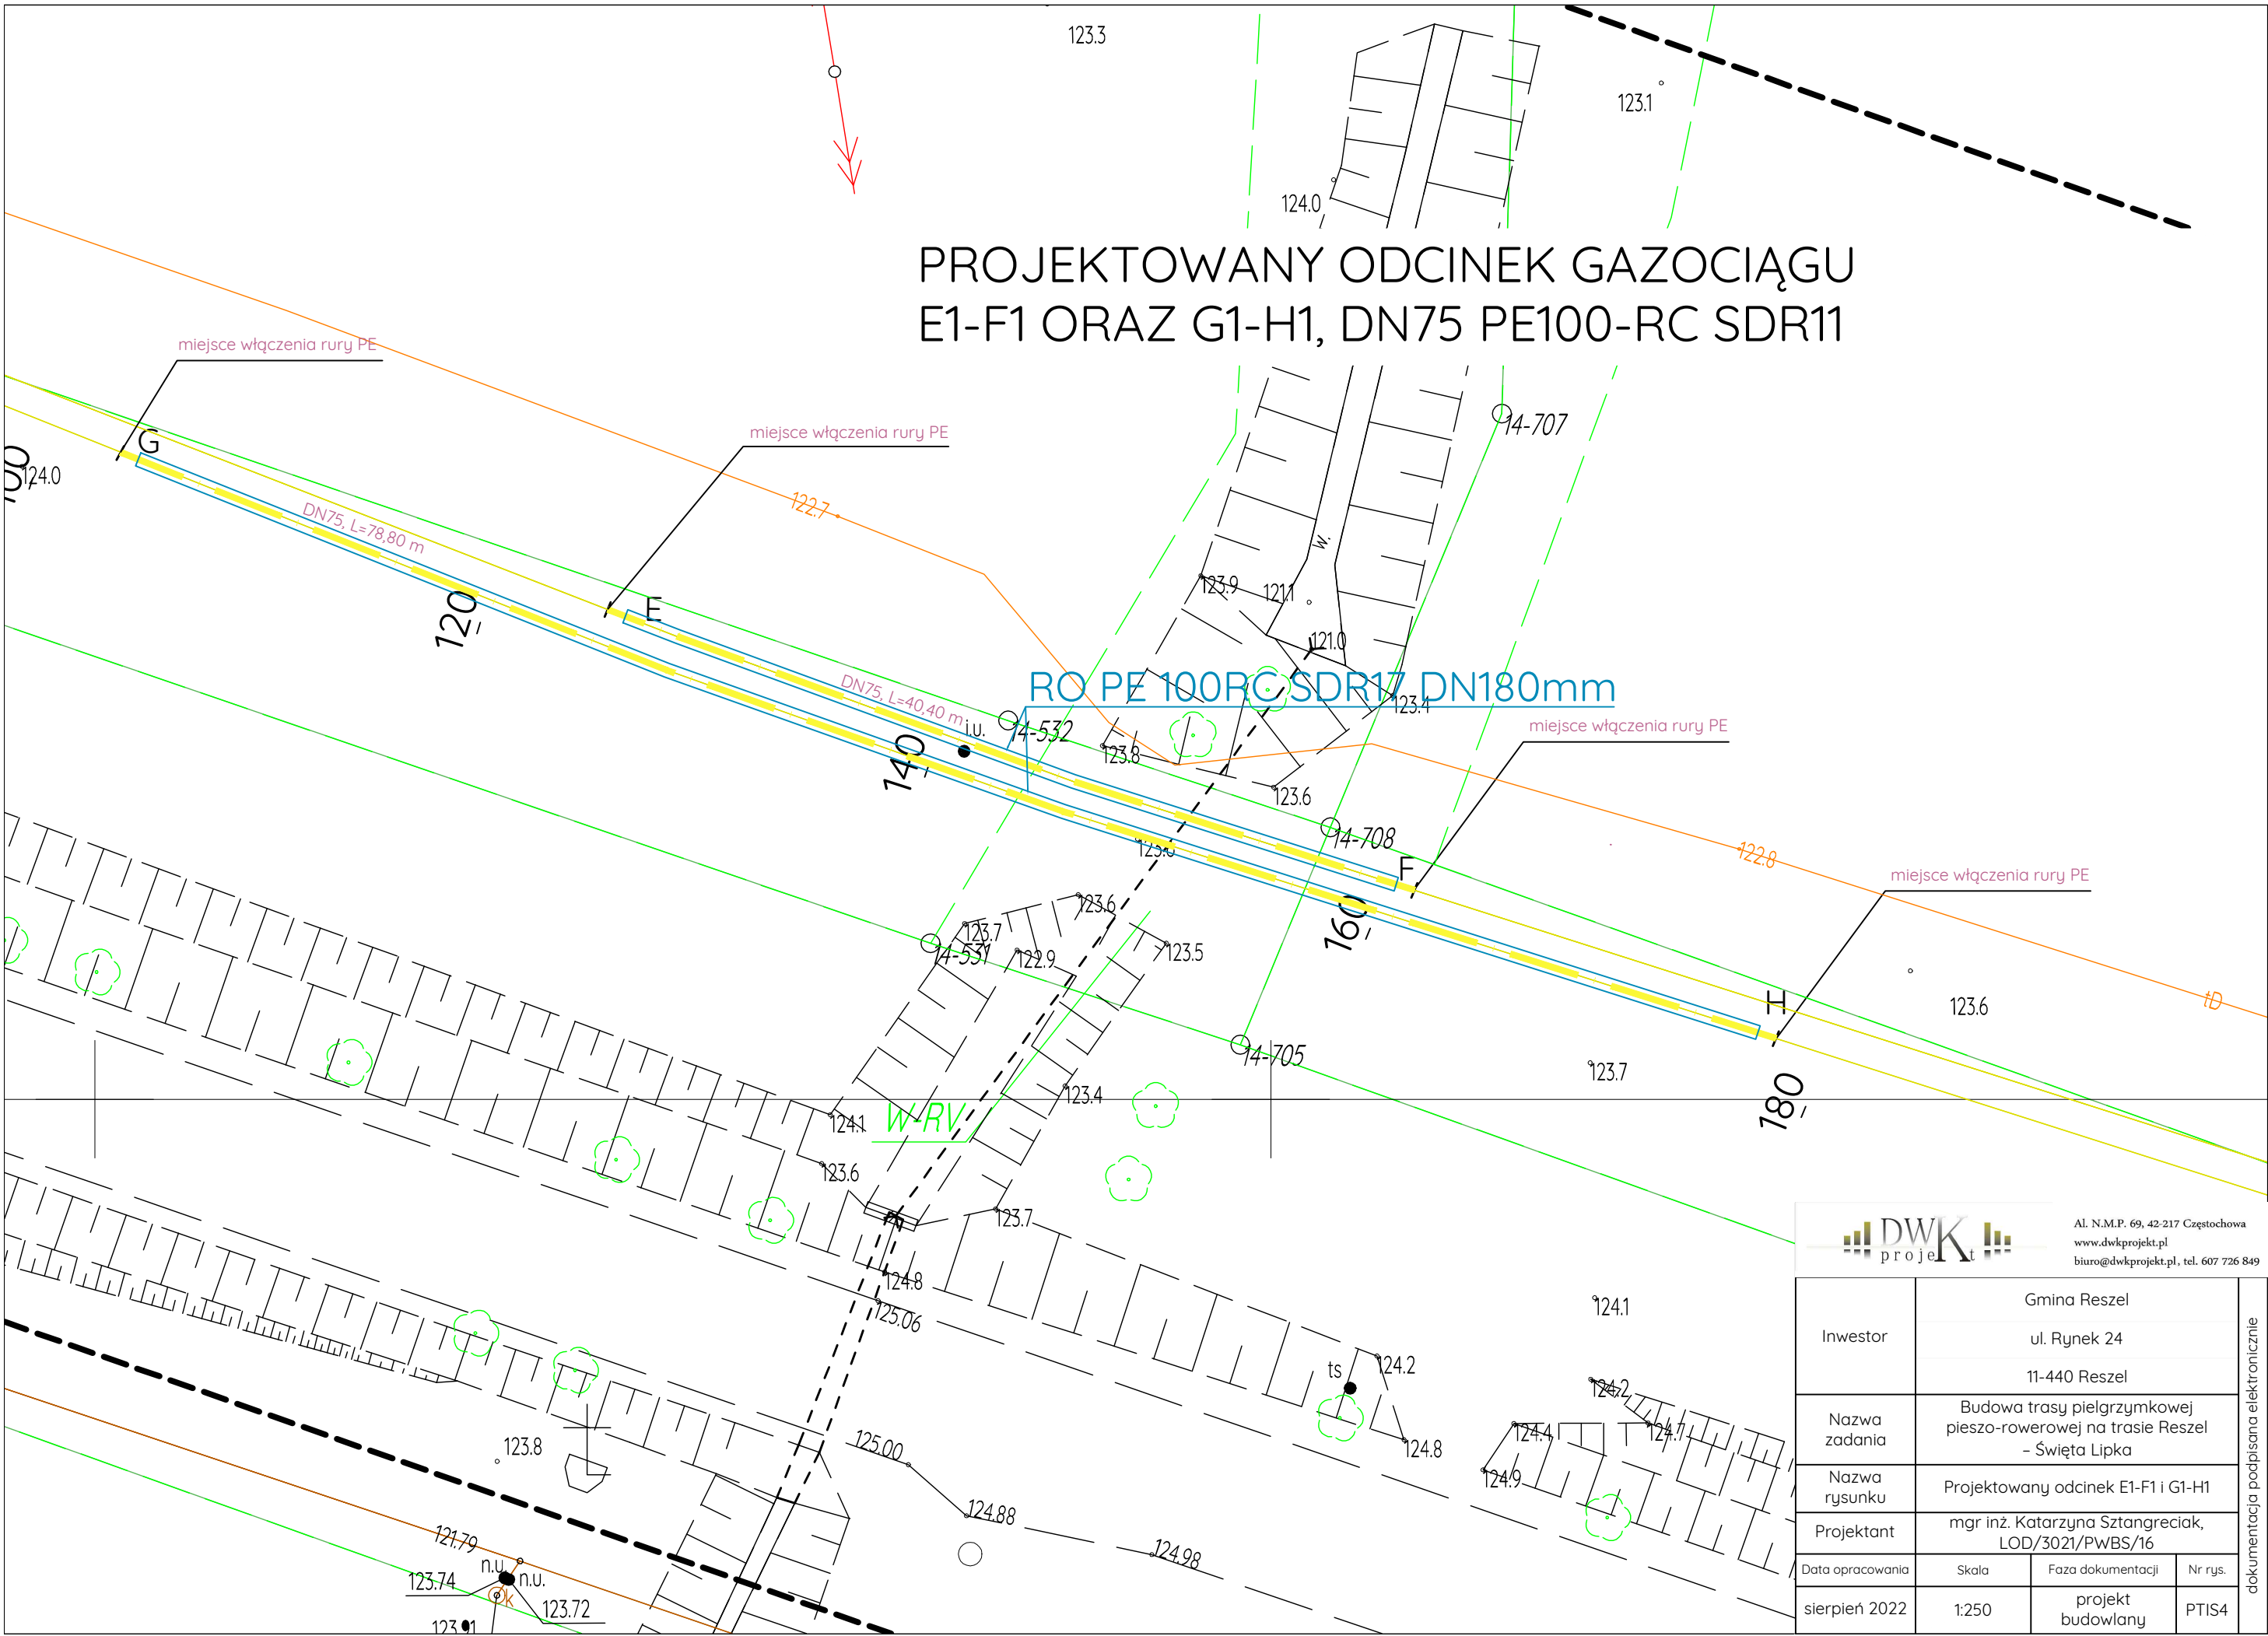 123.3
123.1
124.0
PROJEKTOWANY ODCINEK GAZOCIĄGU
E1-F1 ORAZ G1-H1, DN75 PE100-RC SDR11
miejsce włączenia rury PE
miejsce włączenia rury PE
14-707
G
100
124.0
122.7
DN75, L=78,80 m
w.
123.9
121.1
120
E
121.0
RO PE 100RC SDR17 DN180mm
DN75, L=40,40 m
123.4
i.u.
14-532
miejsce włączenia rury PE
140
123.8
123.6
14-708
122.8
F
miejsce włączenia rury PE
160
123.6
123.7
14-531
122.9
123.5
H
tD
123.6
14-705
123.7
123.4
180
W-RV
124.1
123.6
123.7
124.8
125.06
124.1
ts
124.2
124.2
124.4
124.7
124.8
124.9
125.00
123.8
124.88
124.98
121.79
n.u.
n.u.
123.74
k
123.72
DWK
projekt
Al. N.M.P. 69, 42-217 Częstochowa
www.dwkprojekt.pl
biuro@dwkprojekt.pl, tel. 607 726 849
Inwestor
Gmina Reszel
ul. Rynek 24
11-440 Reszel
Nazwa
zadania
Budowa trasy pielgrzymkowej
pieszo-rowerowej na trasie Reszel
– Święta Lipka
Nazwa
rysunku
Projektowany odcinek E1-F1 i G1-H1
Projektant
mgr inż. Katarzyna Sztangreciak,
LOD/3021/PWBS/16
Data opracowania
Skala
Faza dokumentacji
Nr rys.
sierpień 2022
1:250
projekt
budowlany
PTIS4
dokumentacja podpisana elektronicznie